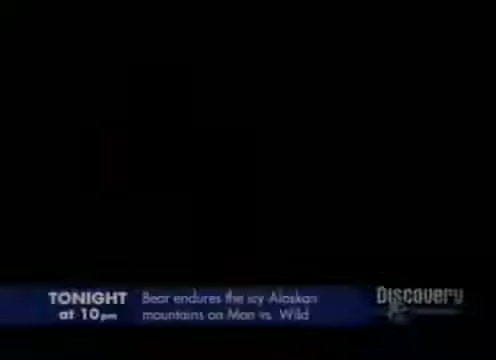 TONIGHT
at 10pm
Bear endures the icy Alaskan
mountains on Man vs. Wild
Discovery